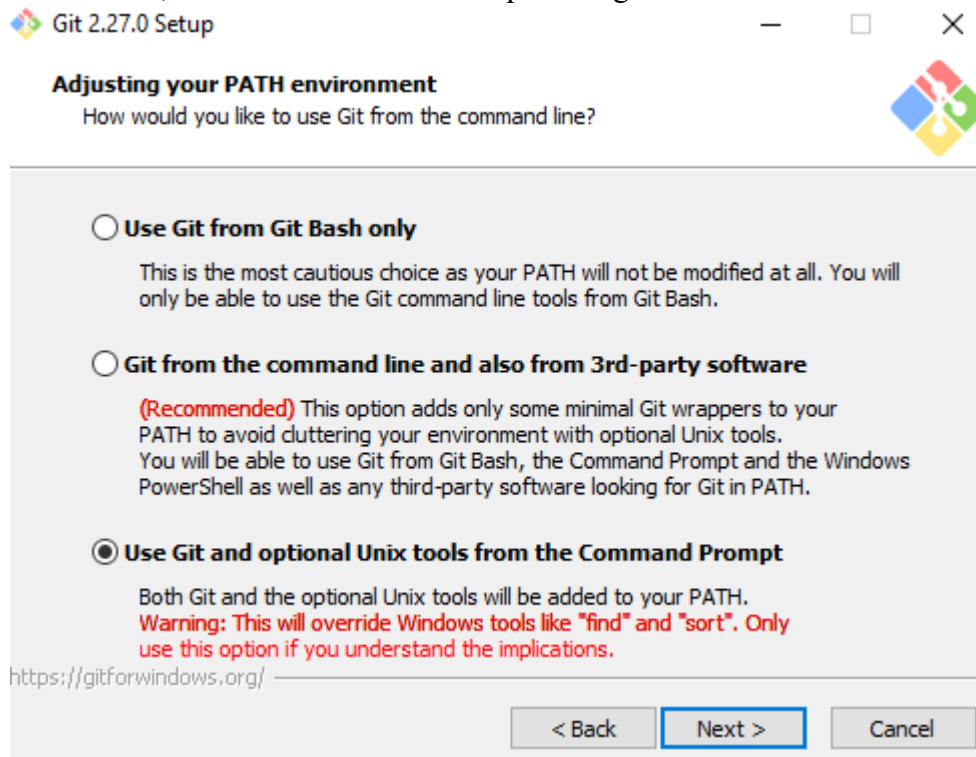 Git 2.27.0 Setup
Adjusting your PATH environment
How would you like to use Git from the command line?
Use Git from Git Bash only
This is the most cautious choice as your PATH will not be modified at all. You will
only be able to use the Git command line tools from Git Bash.
Git from the command line and also from 3rd-party software
(Recommended) This option adds only some minimal Git wrappers to your
PATH to avoid cluttering your environment with optional Unix tools.
You will be able to use Git from Git Bash, the Command Prompt and the Windows
PowerShell as well as any third-party software looking for Git in PATH.
Use Git and optional Unix tools from the Command Prompt
Both Git and the optional Unix tools will be added to your PATH.
Warning: This will override Windows tools like "find" and "sort". Only
use this option if you understand the implications.
https://gitforwindows.org/
< Back
Next >
Cancel